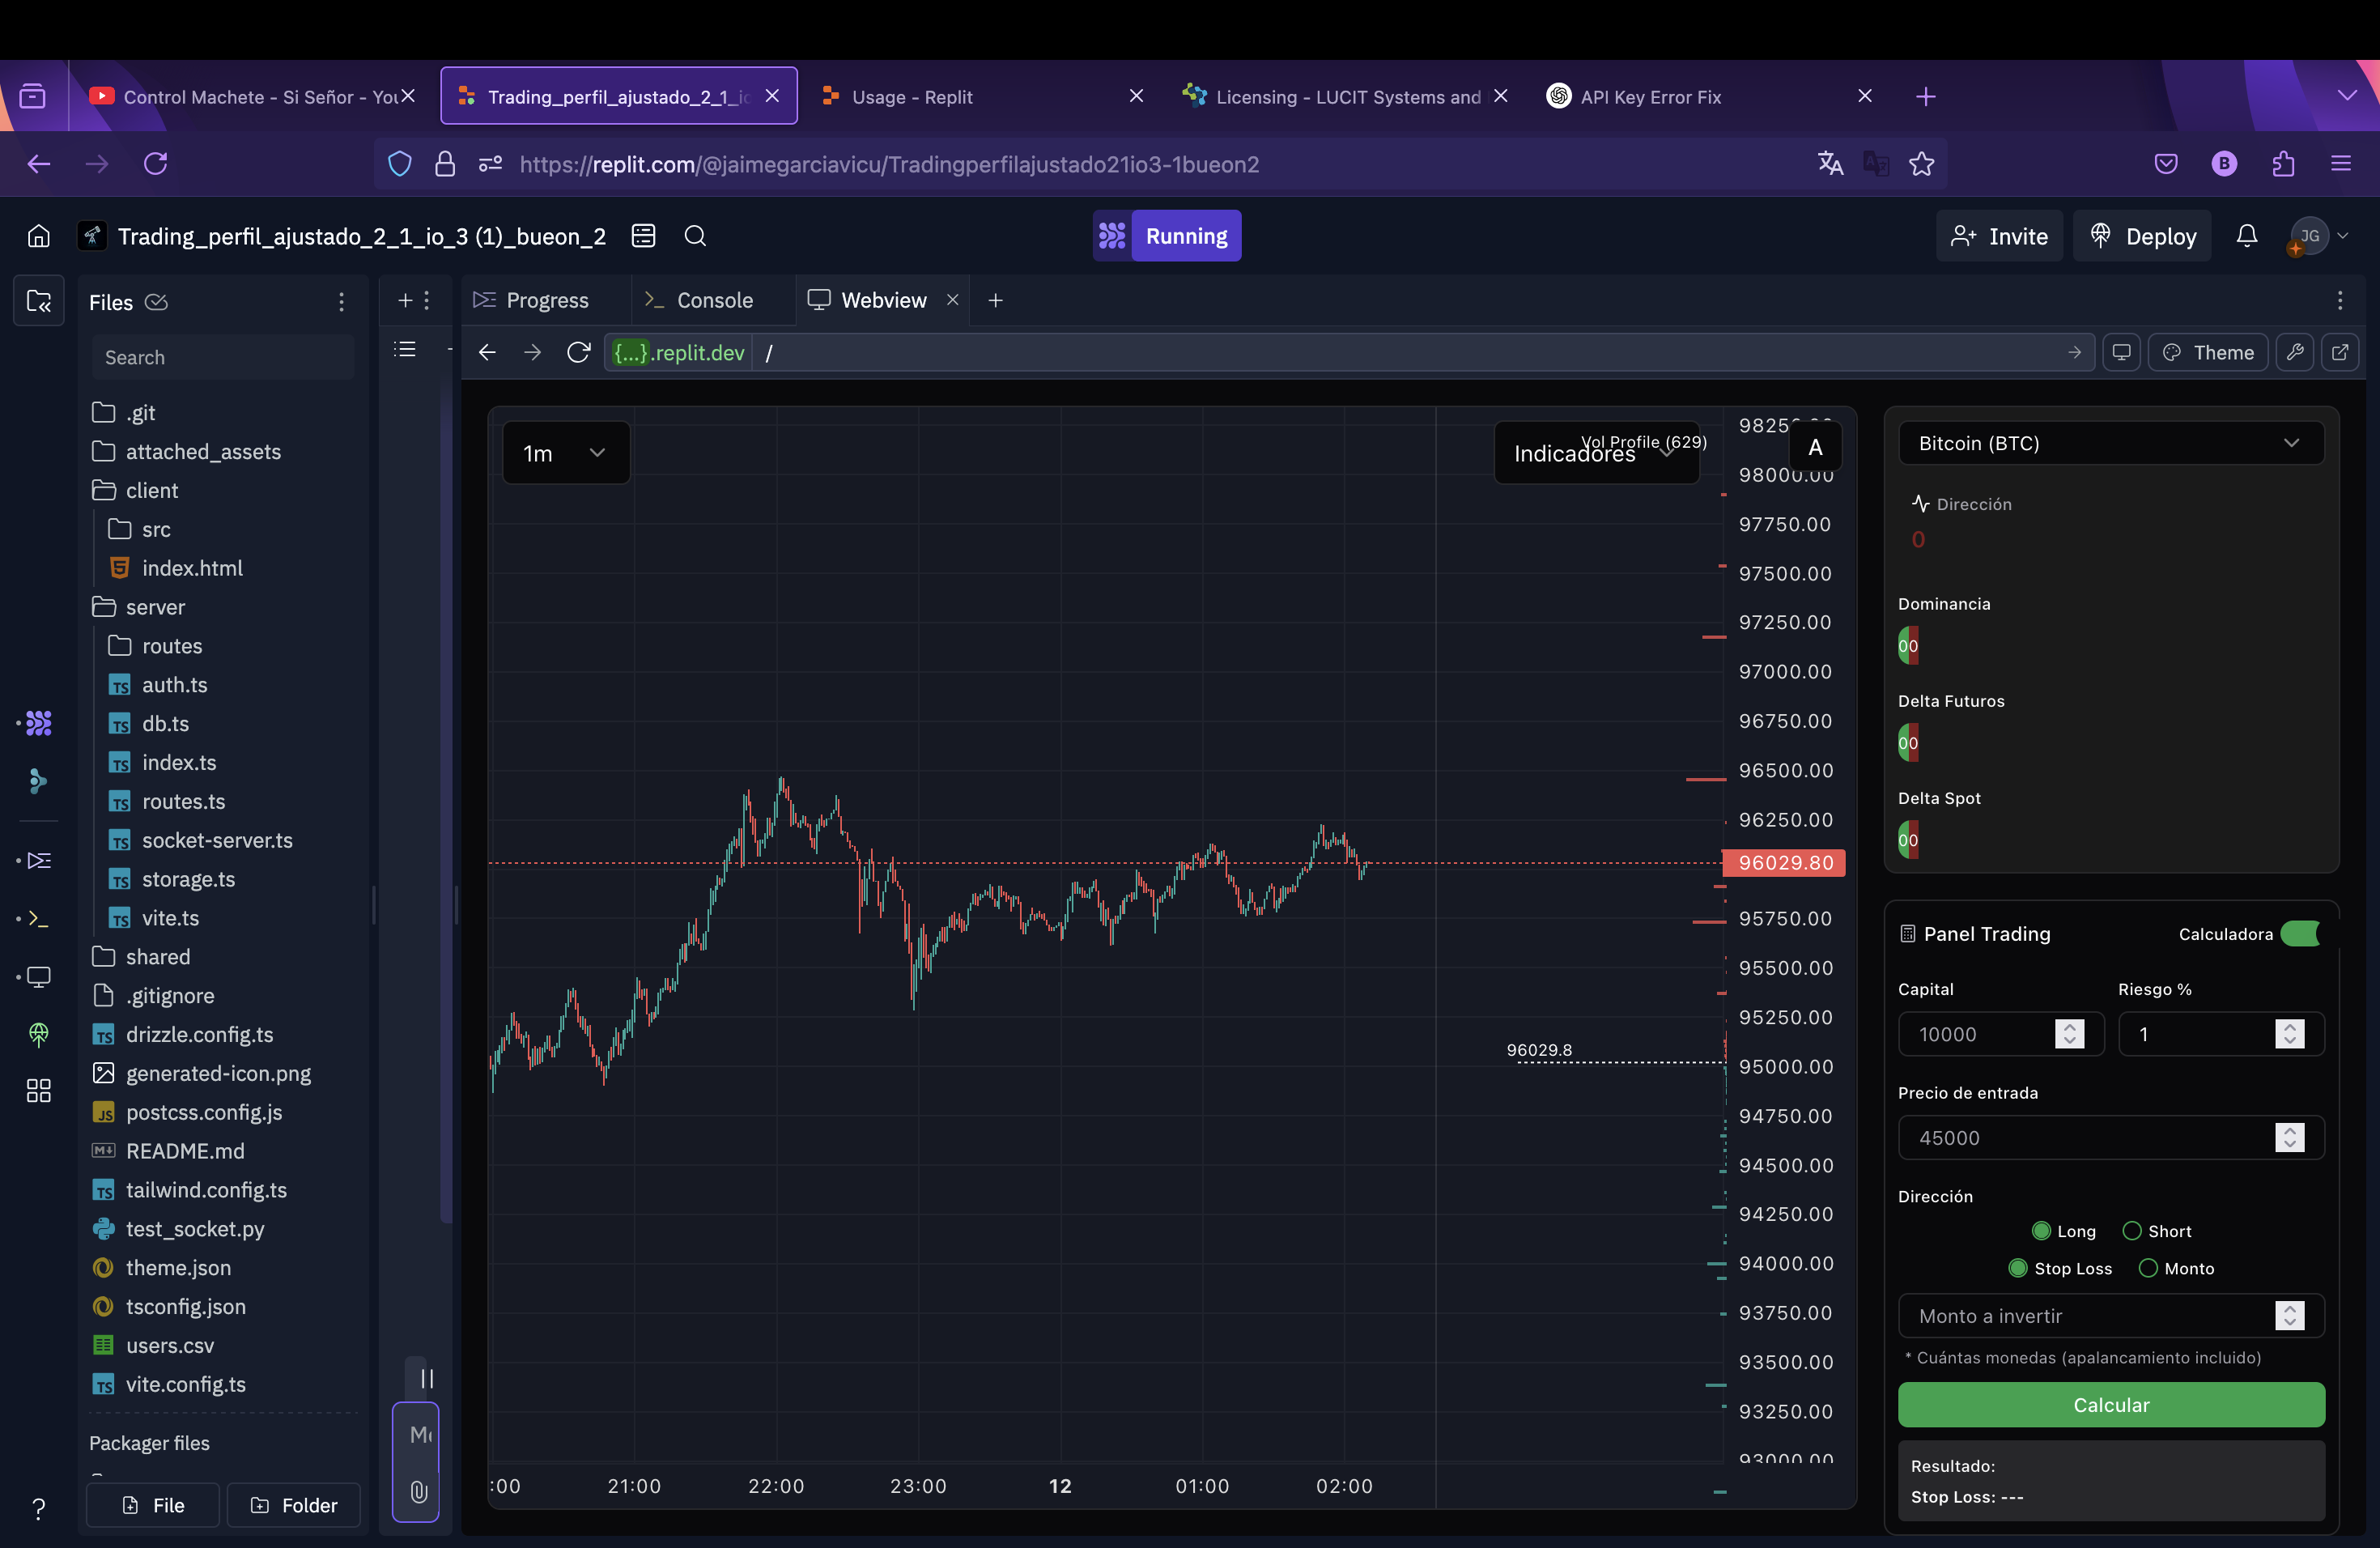 Control Machete - Si Señor - You
Trading_perfil_ajustado_2_1_io
Usage - Replit
Licensing - LUCIT Systems and
API Key Error Fix
https://replit.com/@jaimegarciavicu/Tradingperfilajustado21io3-1bueon2
B
Trading_perfil_ajustado_2_1_io_3 (1)_bueon_2
Running
Invite
Deploy
JG
Files
Search
.git
attached_assets
client
src
index.html
server
routes
auth.ts
db.ts
index.ts
routes.ts
socket-server.ts
storage.ts
vite.ts
shared
.gitignore
drizzle.config.ts
generated-icon.png
postcss.config.js
README.md
tailwind.config.ts
test_socket.py
theme.json
tsconfig.json
users.csv
vite.config.ts
Packager files
File
Folder
Progress
Console
Webview
{...}.replit.dev /
Theme
1m
Indicadores
Vol Profile (629)
A
98000.00
97750.00
97500.00
97250.00
97000.00
96750.00
96500.00
96250.00
96029.80
95750.00
95500.00
95250.00
96029.8
95000.00
94750.00
94500.00
94250.00
94000.00
93750.00
93500.00
93250.00
93000.00
:00
21:00
22:00
23:00
12
01:00
02:00
Bitcoin (BTC)
Dirección
0
Dominancia
00
Delta Futuros
00
Delta Spot
00
Panel Trading
Calculadora
Capital
Riesgo %
10000
1
Precio de entrada
45000
Dirección
Long
Short
Stop Loss
Monto
Monto a invertir
* Cuántas monedas (apalancamiento incluido)
Calcular
Resultado:
Stop Loss: ---